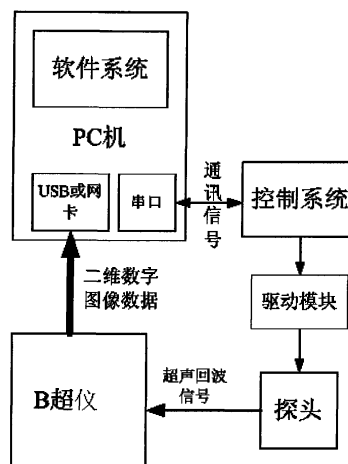 软件系统
PC机
USB或网
卡
串口
通
讯
信
号
控制系统
二维数字
图像数据
驱动模块
B超仪
超声回波
信号
探头